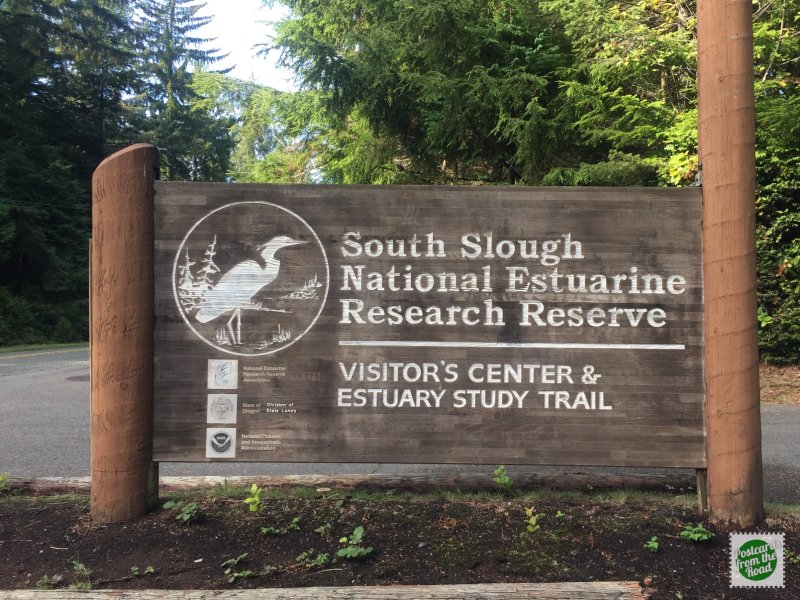 South Slough
National Estuarine
Research Reserve
VISITOR'S CENTER &
ESTUARY STUDY TRAIL
National Estuarine
Research Reserve
Association
State of
Oregon
Division of
State Lands
National Oceanic
and Atmospheric
Administration
Postcard
from the
Road